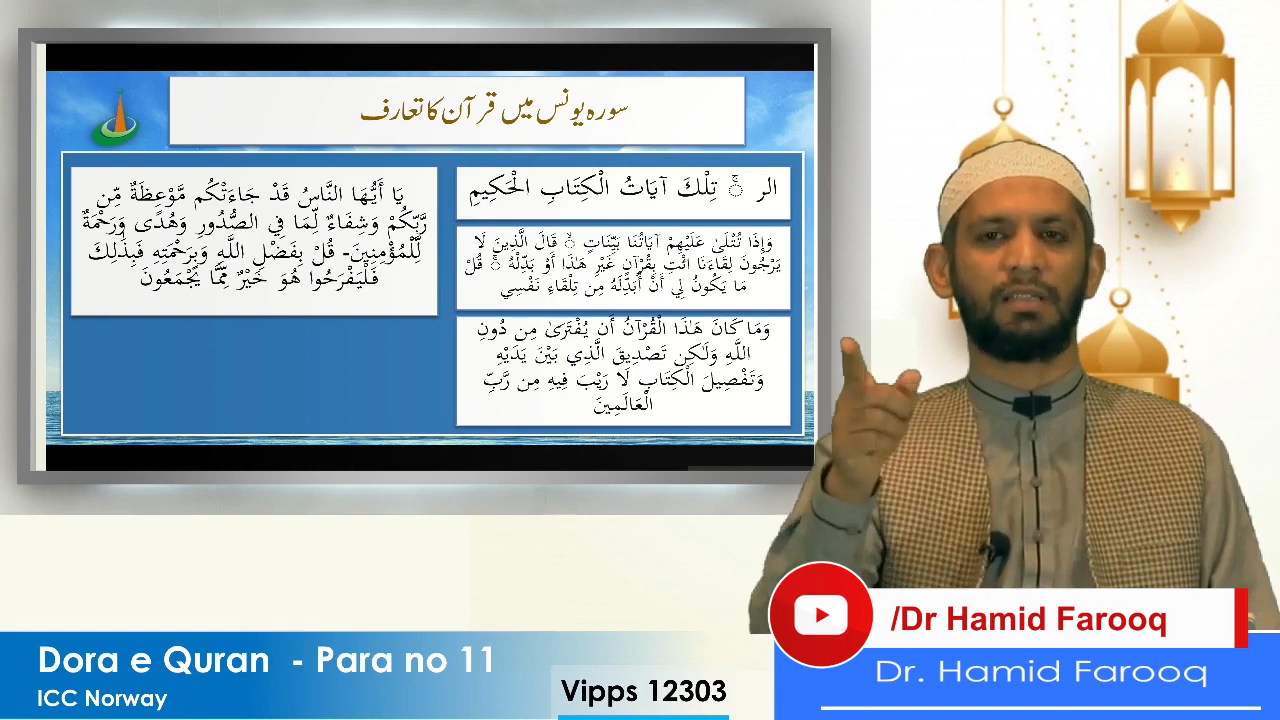 سورہ یونس میں قرآن کا تعارف
الر ۚ تِلْكَ آيَاتُ الْكِتَابِ الْحَكِيمِ
وَإِذَا تُتْلَىٰ عَلَيْهِمْ آيَاتُنَا بَيِّنَاتٍ ۙ قَالَ الَّذِينَ لَا
يَرْجُونَ لِقَاءَنَا ائْتِ بِقُرْآنٍ غَيْرِ هَٰذَا أَوْ بَدِّلْهُ ۚ قُلْ
مَا يَكُونُ لِي أَنْ أُبَدِّلَهُ مِن تِلْقَاءِ نَفْسِي
وَمَا كَانَ هَٰذَا الْقُرْآنُ أَن يُفْتَرَىٰ مِن دُونِ
اللَّهِ وَلَٰكِن تَصْدِيقَ الَّذِي بَيْنَ يَدَيْهِ
وَتَفْصِيلَ الْكِتَابِ لَا رَيْبَ فِيهِ مِن رَّبِّ
الْعَالَمِينَ
يَا أَيُّهَا النَّاسُ قَدْ جَاءَتْكُم مَّوْعِظَةٌ مِّن
رَّبِّكُمْ وَشِفَاءٌ لِّمَا فِي الصُّدُورِ وَهُدًى وَرَحْمَةٌ
لِّلْمُؤْمِنِينَ- قُلْ بِفَضْلِ اللَّهِ وَبِرَحْمَتِهِ فَبِذَٰلِكَ
فَلْيَفْرَحُوا هُوَ خَيْرٌ مِّمَّا يَجْمَعُونَ
/Dr Hamid Farooq
Dr. Hamid Farooq
Dora e Quran - Para no 11
ICC Norway
Vipps 12303